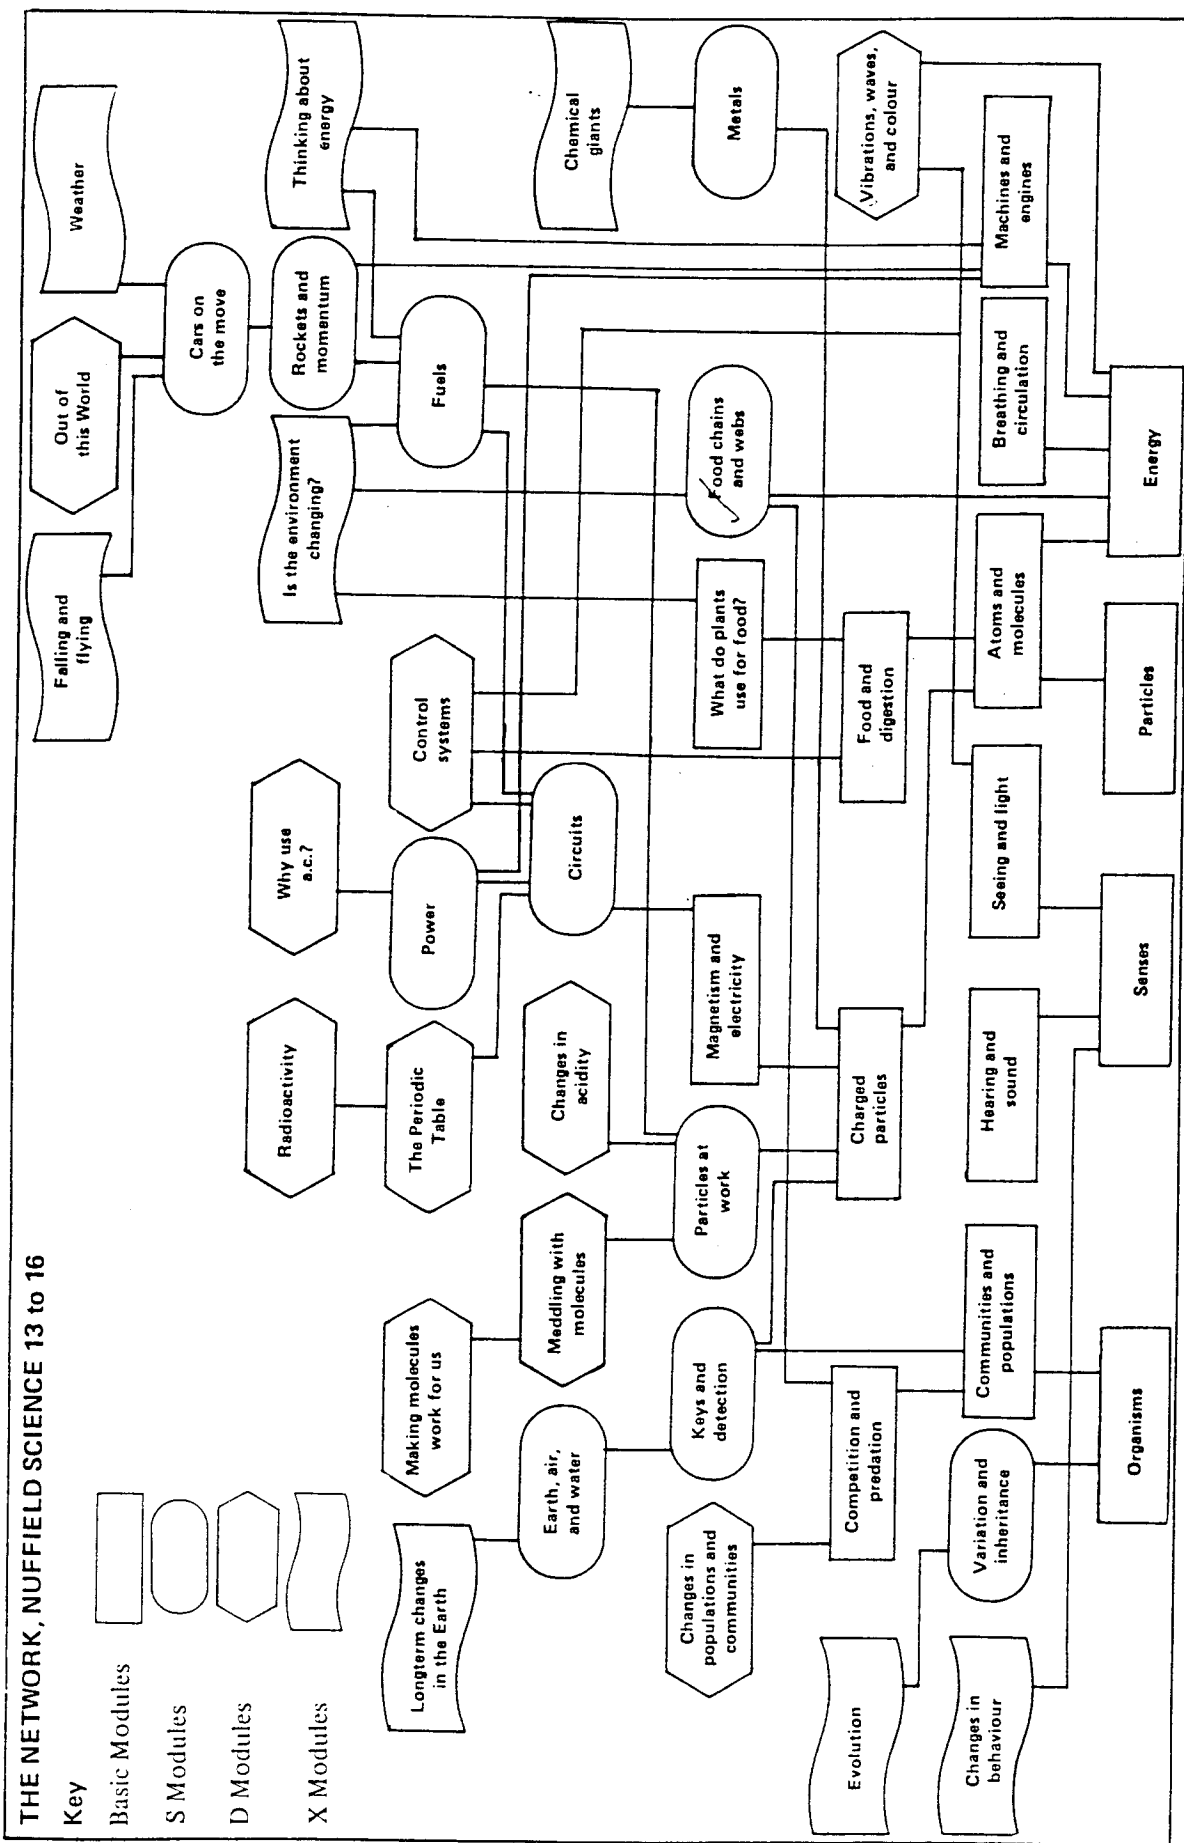 THE NETWORK, NUFFIELD SCIENCE 13 to 16
Key
Basic Modules
S Modules
D Modules
X Modules
Falling and
flying
Out of
this World
Weather
Cars on
the move
Radioactivity
Why use
a.c.?
Is the environment
changing?
Rockets and
momentum
Thinking about
energy
Longterm changes
in the Earth
Making molecules
work for us
The Periodic
Table
Power
Control
systems
Fuels
Earth, air,
and water
Meddling with
molecules
Changes in
acidity
Circuits
Chemical
giants
Changes in
populations and
communities
Keys and
detection
Particles at
work
Magnetism and
electricity
What do plants
use for food?
Food chains
and webs
Metals
Evolution
Competition and
predation
Charged
particles
Food and
digestion
Vibrations, waves,
and colour
Changes in
behaviour
Variation and
inheritance
Communities and
populations
Hearing and
sound
Seeing and light
Atoms and
molecules
Breathing and
circulation
Machines and
engines
Organisms
Senses
Particles
Energy